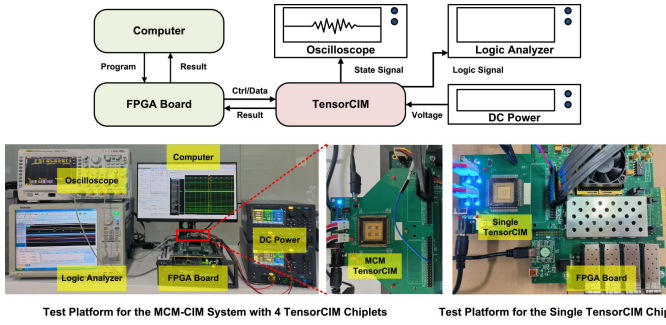 Computer
Oscilloscope
Logic Analyzer
Program
Result
State Signal
Logic Signal
FPGA Board
Ctrl/Data
Result
TensorCIM
Voltage
DC Power
Computer
Oscilloscope
DC Power
Logic Analyzer
FPGA Board
MCM
TensorCIM
Single
TensorCIM
FPGA Board
Test Platform for the MCM-CIM System with 4 TensorCIM Chiplets
Test Platform for the Single TensorCIM Chi